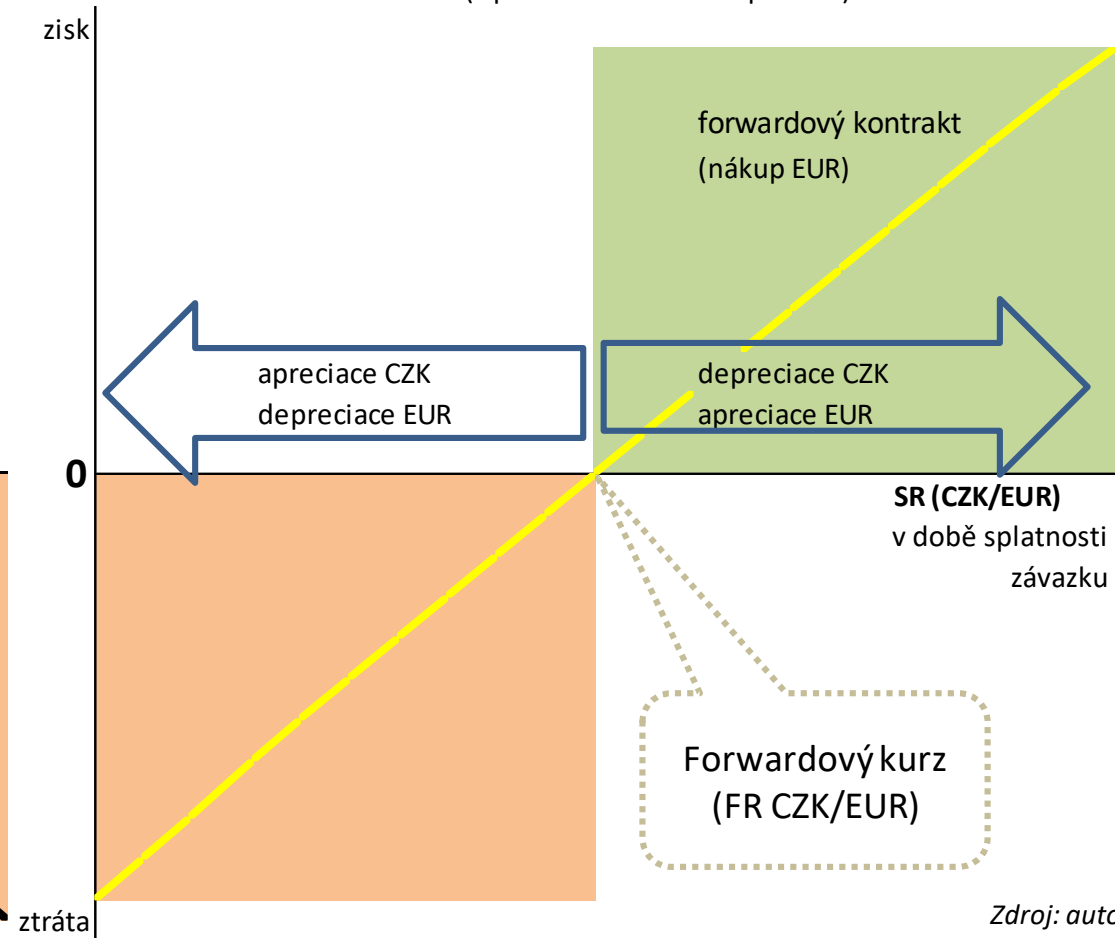 zisk
forwardový kontrakt
(nákup EUR)
apreciace CZK
depreciace EUR
depreciace CZK
apreciace EUR
0
SR (CZK/EUR)
v době splatnosti
závazku
Forwardový kurz
(FR CZK/EUR)
ztráta
Zdroj: auto